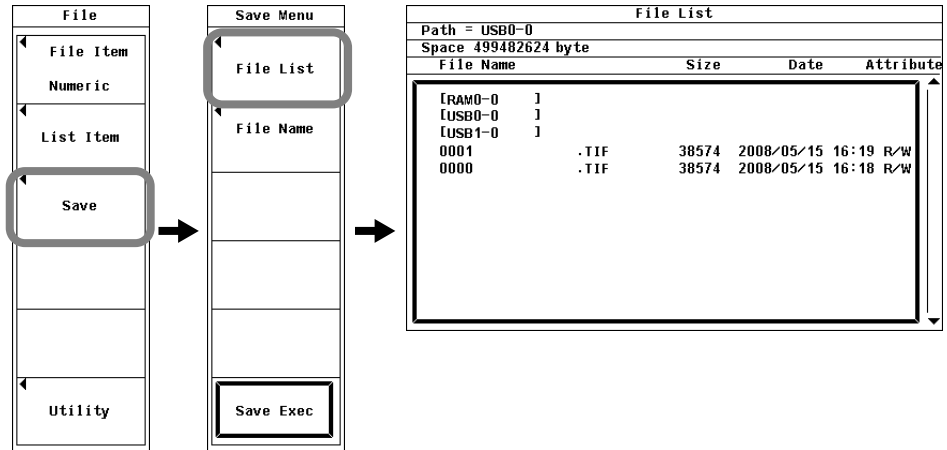 File
File Item
Numeric
List Item
Save
Utility
Save Menu
File List
File Name
Save Exec
File List
Path = USB0-0
Space 499482624 byte
File Name Size Date Attribute
[RAM0-0 ]
[USB0-0 ]
[USB1-0 ]
0001 .TIF 38574 2008/05/15 16:19 R/W
0000 .TIF 38574 2008/05/15 16:18 R/W